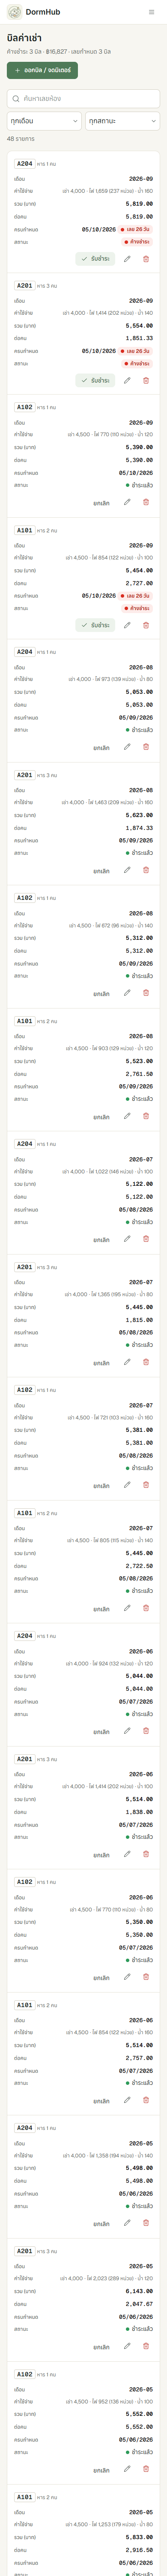 DormHub
บิลค่าเช่า
ค้างชำระ 3 บิล · ฿16,827 · เลยกำหนด 3 บิล
+ ออกบิล / จดมิเตอร์
ค้นหาเลขห้อง
ทุกเดือน ทุกสถานะ
48 รายการ
A204 หาร 1 คน
เดือน 2026-09
ค่าใช้จ่าย เช่า 4,000 · ไฟ 1,659 (237 หน่วย) · น้ำ 160
รวม (บาท) 5,819.00
ต่อคน 5,819.00
ครบกำหนด 05/10/2026 เลย 26 วัน
สถานะ ค้างชำระ
รับชำระ
A201 หาร 3 คน
เดือน 2026-09
ค่าใช้จ่าย เช่า 4,000 · ไฟ 1,414 (202 หน่วย) · น้ำ 140
รวม (บาท) 5,554.00
ต่อคน 1,851.33
ครบกำหนด 05/10/2026 เลย 26 วัน
สถานะ ค้างชำระ
รับชำระ
A102 หาร 1 คน
เดือน 2026-09
ค่าใช้จ่าย เช่า 4,500 · ไฟ 770 (110 หน่วย) · น้ำ 120
รวม (บาท) 5,390.00
ต่อคน 5,390.00
ครบกำหนด 05/10/2026
สถานะ ชำระแล้ว
ยกเลิก
A101 หาร 2 คน
เดือน 2026-09
ค่าใช้จ่าย เช่า 4,500 · ไฟ 854 (122 หน่วย) · น้ำ 100
รวม (บาท) 5,454.00
ต่อคน 2,727.00
ครบกำหนด 05/10/2026 เลย 26 วัน
สถานะ ค้างชำระ
รับชำระ
A204 หาร 1 คน
เดือน 2026-08
ค่าใช้จ่าย เช่า 4,000 · ไฟ 973 (139 หน่วย) · น้ำ 80
รวม (บาท) 5,053.00
ต่อคน 5,053.00
ครบกำหนด 05/09/2026
สถานะ ชำระแล้ว
ยกเลิก
A201 หาร 3 คน
เดือน 2026-08
ค่าใช้จ่าย เช่า 4,000 · ไฟ 1,463 (209 หน่วย) · น้ำ 160
รวม (บาท) 5,623.00
ต่อคน 1,874.33
ครบกำหนด 05/09/2026
สถานะ ชำระแล้ว
ยกเลิก
A102 หาร 1 คน
เดือน 2026-08
ค่าใช้จ่าย เช่า 4,500 · ไฟ 672 (96 หน่วย) · น้ำ 140
รวม (บาท) 5,312.00
ต่อคน 5,312.00
ครบกำหนด 05/09/2026
สถานะ ชำระแล้ว
ยกเลิก
A101 หาร 2 คน
เดือน 2026-08
ค่าใช้จ่าย เช่า 4,500 · ไฟ 903 (129 หน่วย) · น้ำ 120
รวม (บาท) 5,523.00
ต่อคน 2,761.50
ครบกำหนด 05/09/2026
สถานะ ชำระแล้ว
ยกเลิก
A204 หาร 1 คน
เดือน 2026-07
ค่าใช้จ่าย เช่า 4,000 · ไฟ 1,022 (146 หน่วย) · น้ำ 100
รวม (บาท) 5,122.00
ต่อคน 5,122.00
ครบกำหนด 05/08/2026
สถานะ ชำระแล้ว
ยกเลิก
A201 หาร 3 คน
เดือน 2026-07
ค่าใช้จ่าย เช่า 4,000 · ไฟ 1,365 (195 หน่วย) · น้ำ 80
รวม (บาท) 5,445.00
ต่อคน 1,815.00
ครบกำหนด 05/08/2026
สถานะ ชำระแล้ว
ยกเลิก
A102 หาร 1 คน
เดือน 2026-07
ค่าใช้จ่าย เช่า 4,500 · ไฟ 721 (103 หน่วย) · น้ำ 160
รวม (บาท) 5,381.00
ต่อคน 5,381.00
ครบกำหนด 05/08/2026
สถานะ ชำระแล้ว
ยกเลิก
A101 หาร 2 คน
เดือน 2026-07
ค่าใช้จ่าย เช่า 4,500 · ไฟ 805 (115 หน่วย) · น้ำ 140
รวม (บาท) 5,445.00
ต่อคน 2,722.50
ครบกำหนด 05/08/2026
สถานะ ชำระแล้ว
ยกเลิก
A204 หาร 1 คน
เดือน 2026-06
ค่าใช้จ่าย เช่า 4,000 · ไฟ 924 (132 หน่วย) · น้ำ 120
รวม (บาท) 5,044.00
ต่อคน 5,044.00
ครบกำหนด 05/07/2026
สถานะ ชำระแล้ว
ยกเลิก
A201 หาร 3 คน
เดือน 2026-06
ค่าใช้จ่าย เช่า 4,000 · ไฟ 1,414 (202 หน่วย) · น้ำ 100
รวม (บาท) 5,514.00
ต่อคน 1,838.00
ครบกำหนด 05/07/2026
สถานะ ชำระแล้ว
ยกเลิก
A102 หาร 1 คน
เดือน 2026-06
ค่าใช้จ่าย เช่า 4,500 · ไฟ 770 (110 หน่วย) · น้ำ 80
รวม (บาท) 5,350.00
ต่อคน 5,350.00
ครบกำหนด 05/07/2026
สถานะ ชำระแล้ว
ยกเลิก
A101 หาร 2 คน
เดือน 2026-06
ค่าใช้จ่าย เช่า 4,500 · ไฟ 854 (122 หน่วย) · น้ำ 160
รวม (บาท) 5,514.00
ต่อคน 2,757.00
ครบกำหนด 05/07/2026
สถานะ ชำระแล้ว
ยกเลิก
A204 หาร 1 คน
เดือน 2026-05
ค่าใช้จ่าย เช่า 4,000 · ไฟ 1,358 (194 หน่วย) · น้ำ 140
รวม (บาท) 5,498.00
ต่อคน 5,498.00
ครบกำหนด 05/06/2026
สถานะ ชำระแล้ว
ยกเลิก
A201 หาร 3 คน
เดือน 2026-05
ค่าใช้จ่าย เช่า 4,000 · ไฟ 2,023 (289 หน่วย) · น้ำ 120
รวม (บาท) 6,143.00
ต่อคน 2,047.67
ครบกำหนด 05/06/2026
สถานะ ชำระแล้ว
ยกเลิก
A102 หาร 1 คน
เดือน 2026-05
ค่าใช้จ่าย เช่า 4,500 · ไฟ 952 (136 หน่วย) · น้ำ 100
รวม (บาท) 5,552.00
ต่อคน 5,552.00
ครบกำหนด 05/06/2026
สถานะ ชำระแล้ว
ยกเลิก
A101 หาร 2 คน
เดือน 2026-05
ค่าใช้จ่าย เช่า 4,500 · ไฟ 1,253 (179 หน่วย) · น้ำ 80
รวม (บาท) 5,833.00
ต่อคน 2,916.50
ครบกำหนด 05/06/2026